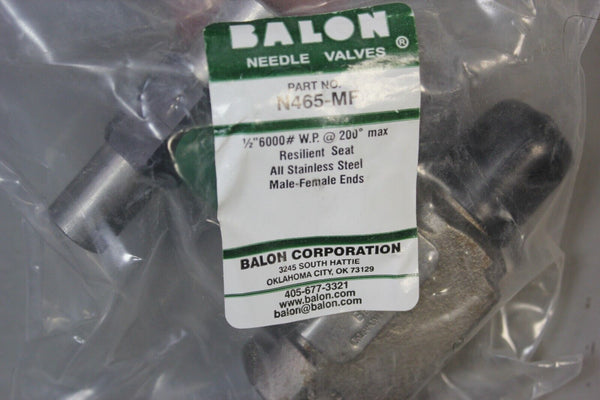 BALON
NEEDLE VALVES ®
PART NO.
N465-MF
½"6000# W.P. @ 200° max
Resilient Seat
All Stainless Steel
Male-Female Ends
BALON CORPORATION
3245 SOUTH HATTIE
OKLAHOMA CITY, OK 73129
405-677-3321
www.balon.com
balon@balon.com